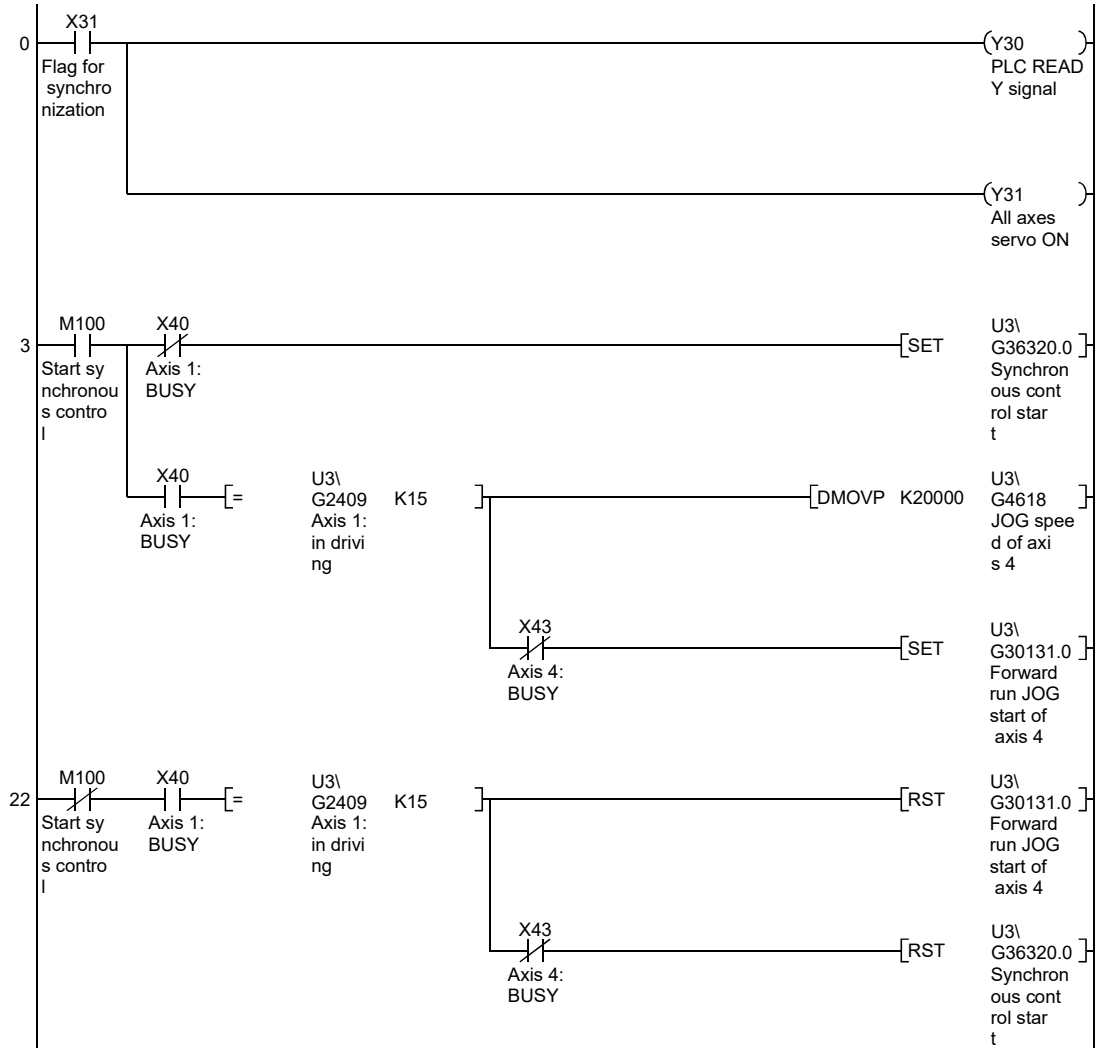 X31
0
(Y30 )
Flag for
synchro
nization
PLC READ
Y signal
(Y31 )
All axes
servo ON
M100 X40
3
[SET U3\
G36320.0 ]
Start sy
nchronou
s contro
l
Axis 1:
BUSY
Synchron
ous cont
rol star
t
X40
[= U3\
G2409 K15 ]
[DMOVP K20000 U3\
G4618 ]
Axis 1:
BUSY
Axis 1:
in drivi
ng
JOG spee
d of axi
s 4
X43
[SET U3\
G30131.0 ]
Axis 4:
BUSY
Forward
run JOG
start of
axis 4
M100 X40
22
[= U3\
G2409 K15 ]
[RST U3\
G30131.0 ]
Start sy
nchronou
s contro
l
Axis 1:
BUSY
Axis 1:
in drivi
ng
Forward
run JOG
start of
axis 4
X43
[RST U3\
G36320.0 ]
Axis 4:
BUSY
Synchron
ous cont
rol star
t